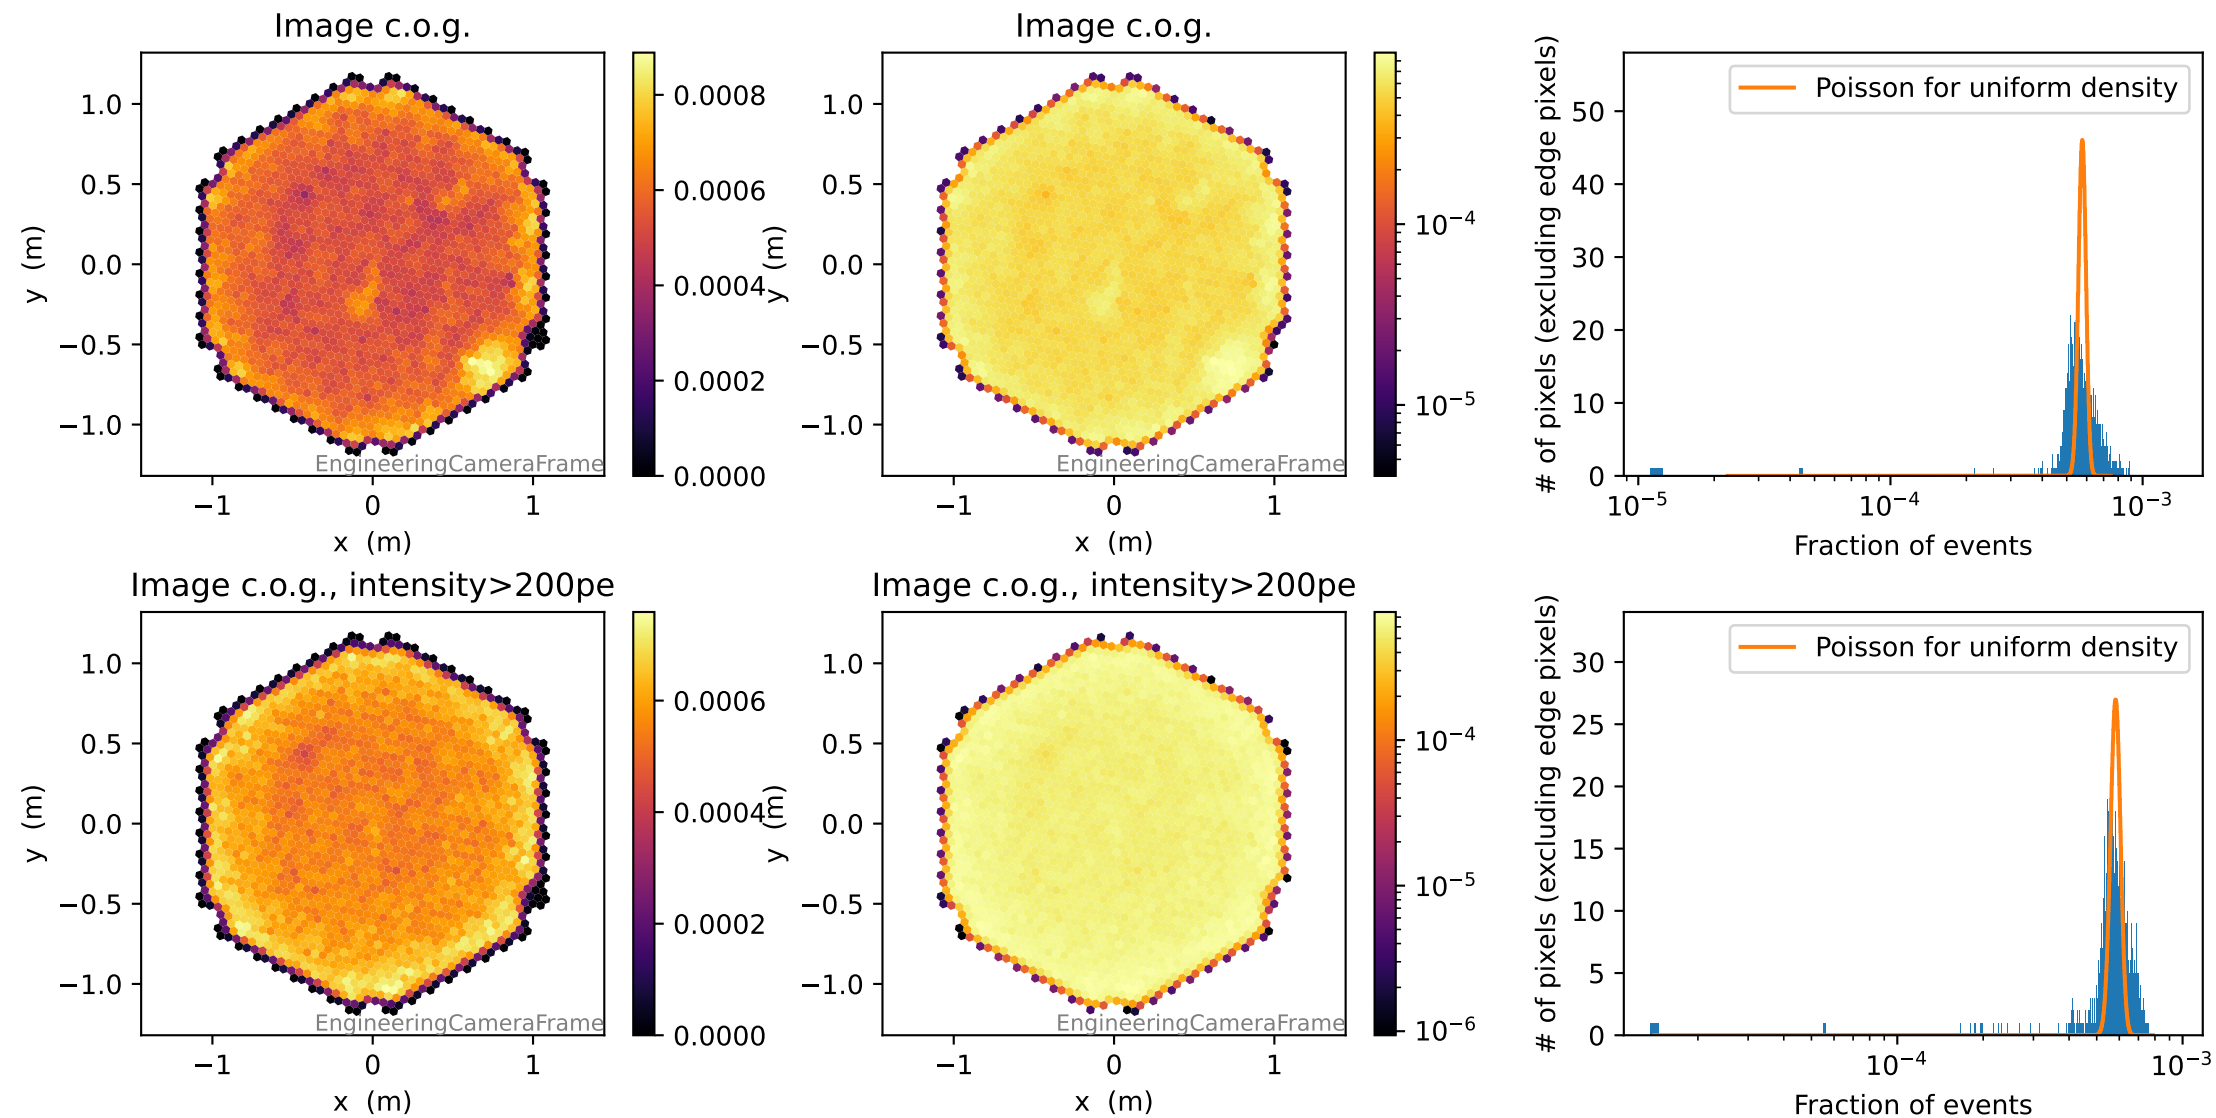 Image c.o.g.
1.0
0.5
0.0
−0.5
−1.0
y (m)
−1
0
1
x (m)
EngineeringCameraFrame
0.0008
0.0006
0.0004
0.0002
0.0000
Image c.o.g.
1.0
0.5
0.0
−0.5
−1.0
y (m)
−1
0
1
x (m)
EngineeringCameraFrame
10⁻⁴
10⁻⁵
Poisson for uniform density
# of pixels (excluding edge pixels)
50
40
30
20
10
0
10⁻⁵
10⁻⁴
10⁻³
Fraction of events
Image c.o.g., intensity>200pe
1.0
0.5
0.0
−0.5
−1.0
y (m)
−1
0
1
x (m)
EngineeringCameraFrame
0.0006
0.0004
0.0002
0.0000
Image c.o.g., intensity>200pe
1.0
0.5
0.0
−0.5
−1.0
y (m)
−1
0
1
x (m)
EngineeringCameraFrame
10⁻⁴
10⁻⁵
10⁻⁶
Poisson for uniform density
# of pixels (excluding edge pixels)
30
25
20
15
10
5
0
10⁻⁴
10⁻³
Fraction of events